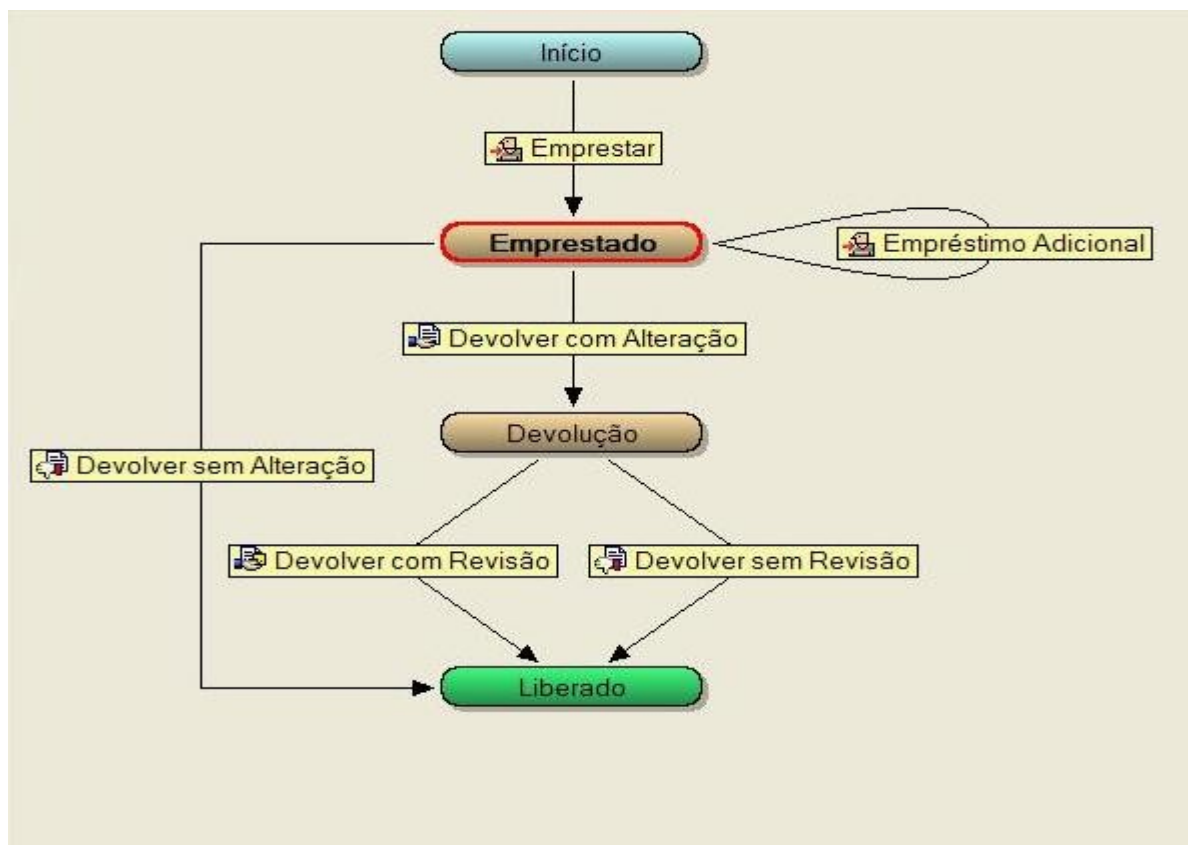 Início
Emprestar
Emprestado
Empréstimo Adicional
Devolver com Alteração
Devolução
Devolver sem Alteração
Devolver com Revisão
Devolver sem Revisão
Liberado